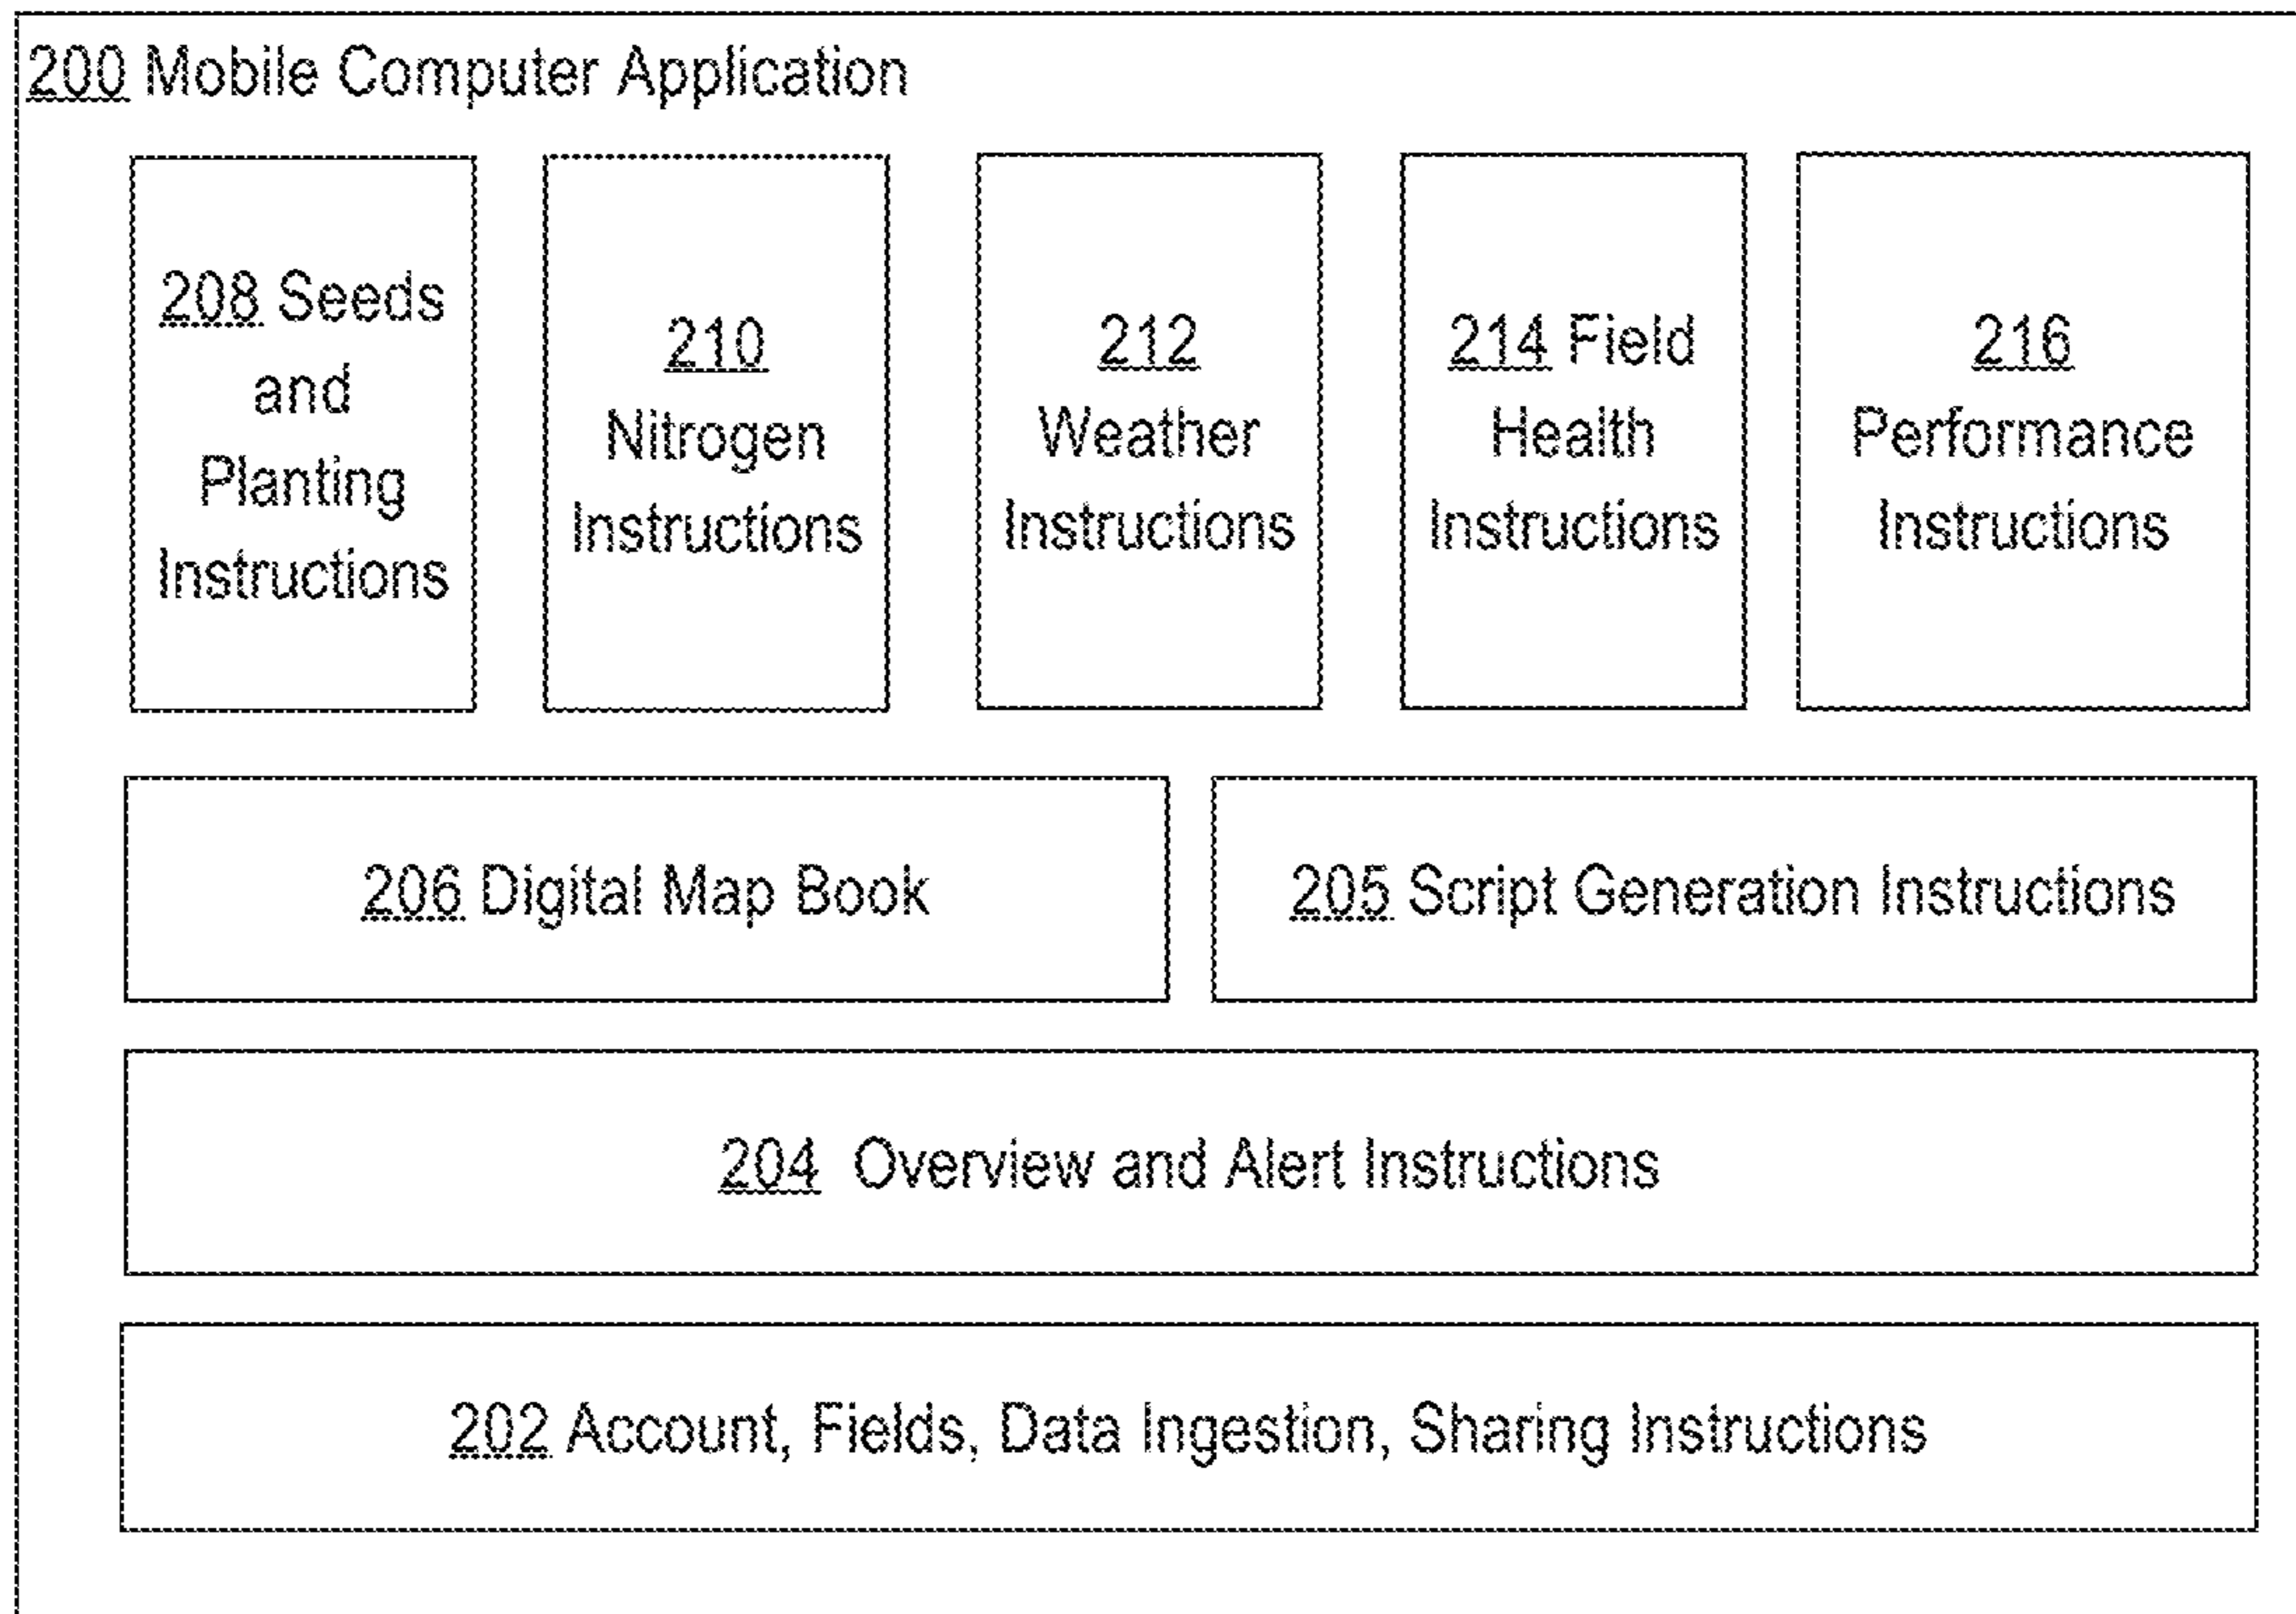 200 Mobile Computer Application
208 Seeds
and
Planting
Instructions
210
Nitrogen
Instructions
212
Weather
Instructions
214 Field
Health
Instructions
216
Performance
Instructions
206 Digital Map Book
205 Script Generation Instructions
204 Overview and Alert Instructions
202 Account, Fields, Data Ingestion, Sharing Instructions